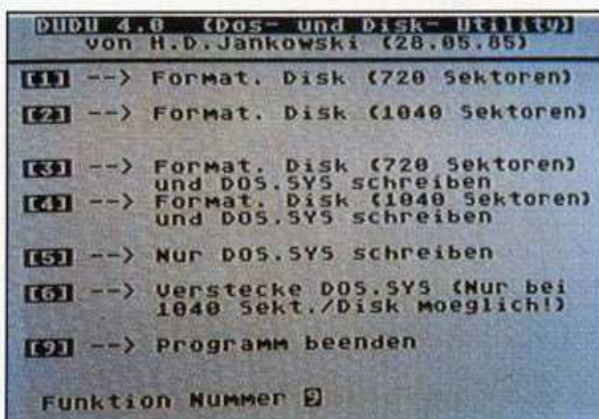 DUDU 4.0 (Dos- und Disk- Utility)
von H.D.Jankowski (28.05.85)
[1] --> Format. Disk (720 Sektoren)
[2] --> Format. Disk (1040 Sektoren)
[3] --> Format. Disk (720 Sektoren)
und DOS.SYS schreiben
[4] --> Format. Disk (1040 Sektoren)
und DOS.SYS schreiben
[5] --> Nur DOS.SYS schreiben
[6] --> Verstecke DOS.SYS (Nur bei
1040 Sekt./Disk moeglich!)
[9] --> Programm beenden
Funktion Nummer 9